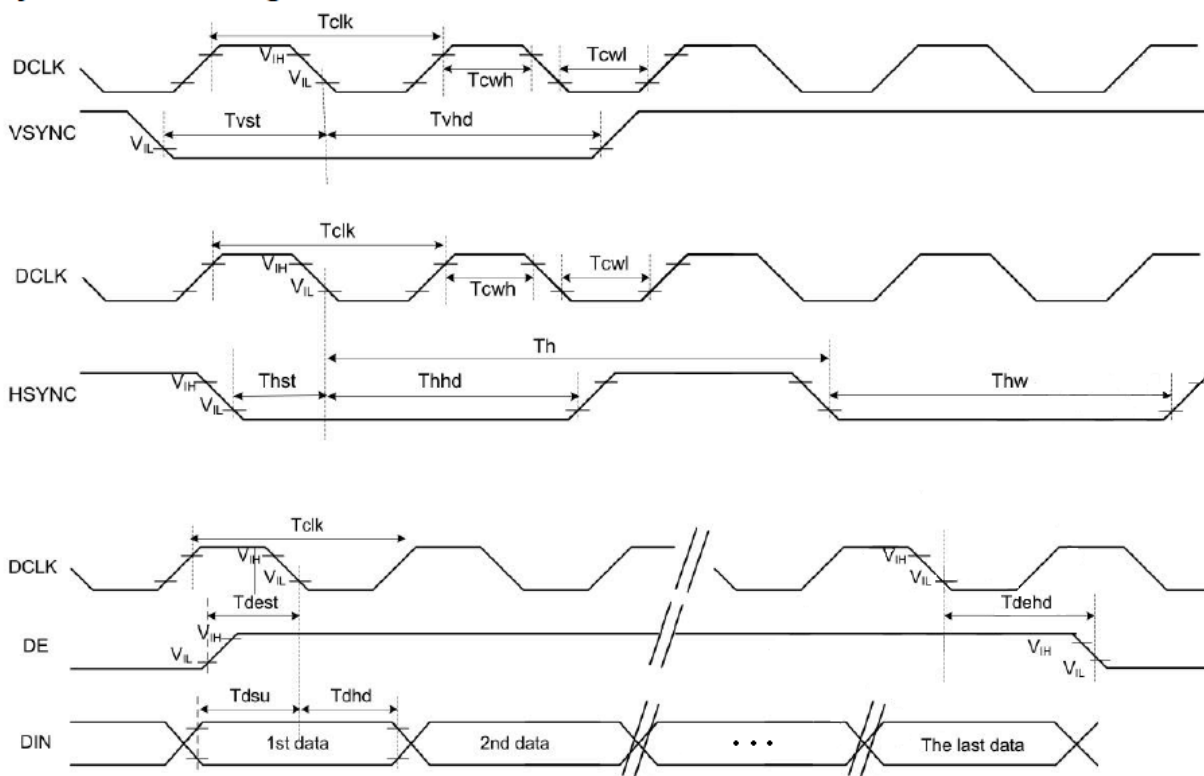 Tclk
DCLK
VIH
VIL
Tcwh
Tcwl
VSYNC
VIL
Tvst
Tvhd
Tclk
DCLK
VIH
VIL
Tcwh
Tcwl
Th
HSYNC
VIH
VIL
Thst
Thhd
Thw
Tclk
DCLK
VIH
VIL
VIH
VIL
Tdest
Tdehd
DE
VIH
VIL
VIH
VIL
Tdsu
Tdhd
DIN
1st data
2nd data
• • •
The last data